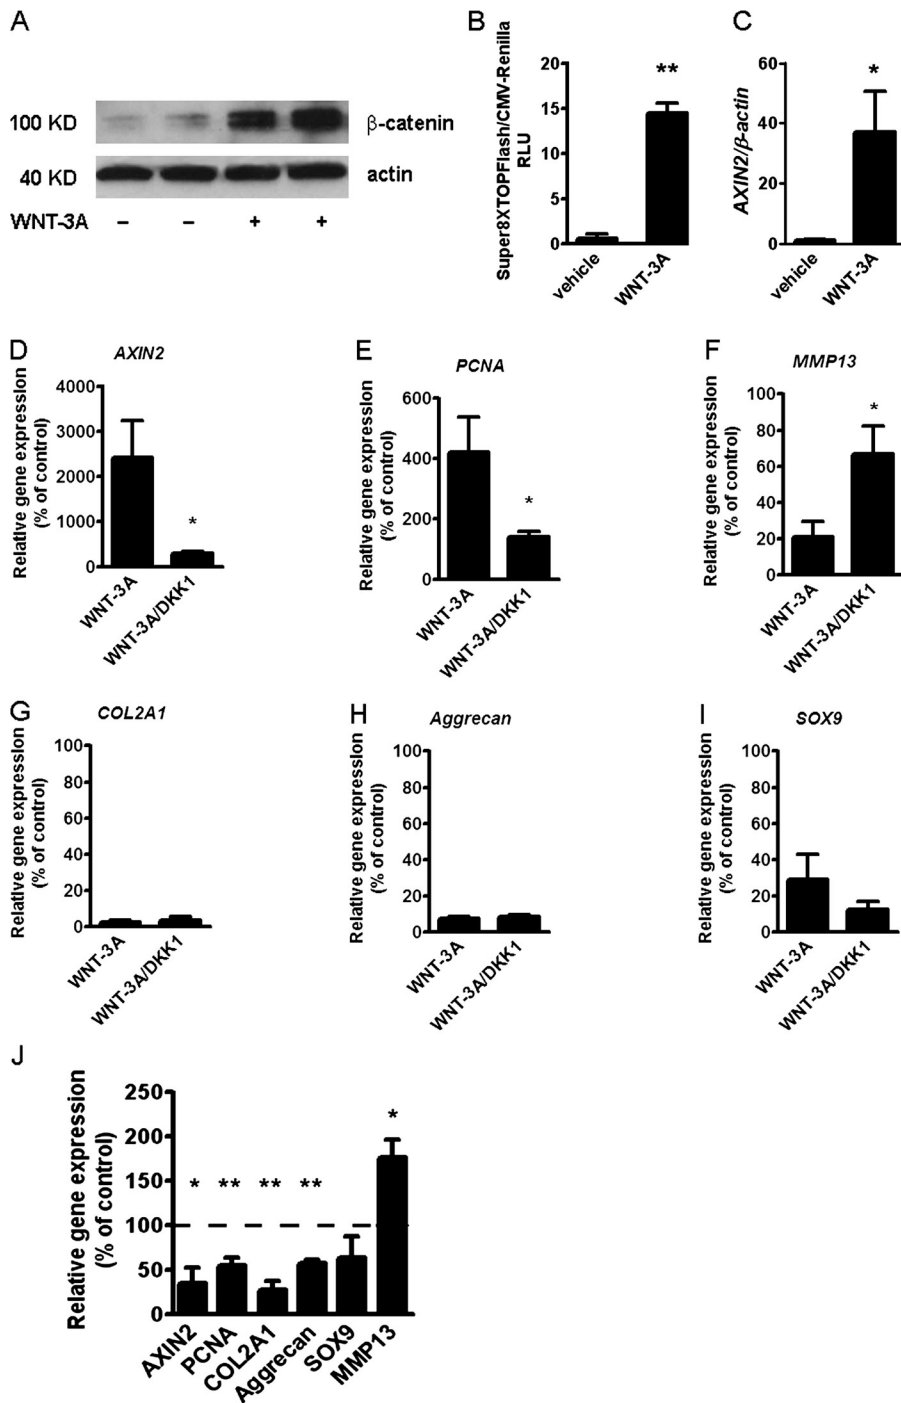 A
100 KD
β-catenin
40 KD
actin
WNT-3A
– – + +
B
Super8XTOPFlash/CMV-Renilla
RLU
20
15
10
5
0
**
vehicle
WNT-3A
C
AXIN2/β-actin
60
40
20
0
*
vehicle
WNT-3A
D
AXIN2
Relative gene expression
(% of control)
4000
3000
2000
1000
0
*
WNT-3A
WNT-3A/DKK1
E
PCNA
Relative gene expression
(% of control)
600
400
200
0
*
WNT-3A
WNT-3A/DKK1
F
MMP13
Relative gene expression
(% of control)
100
80
60
40
20
0
*
WNT-3A
WNT-3A/DKK1
G
COL2A1
Relative gene expression
(% of control)
100
80
60
40
20
0
WNT-3A
WNT-3A/DKK1
H
Aggrecan
Relative gene expression
(% of control)
100
80
60
40
20
0
WNT-3A
WNT-3A/DKK1
I
SOX9
Relative gene expression
(% of control)
100
80
60
40
20
0
WNT-3A
WNT-3A/DKK1
J
Relative gene expression
(% of control)
250
200
150
100
50
0
* ** ** ** *
AXIN2
PCNA
COL2A1
Aggrecan
SOX9
MMP13